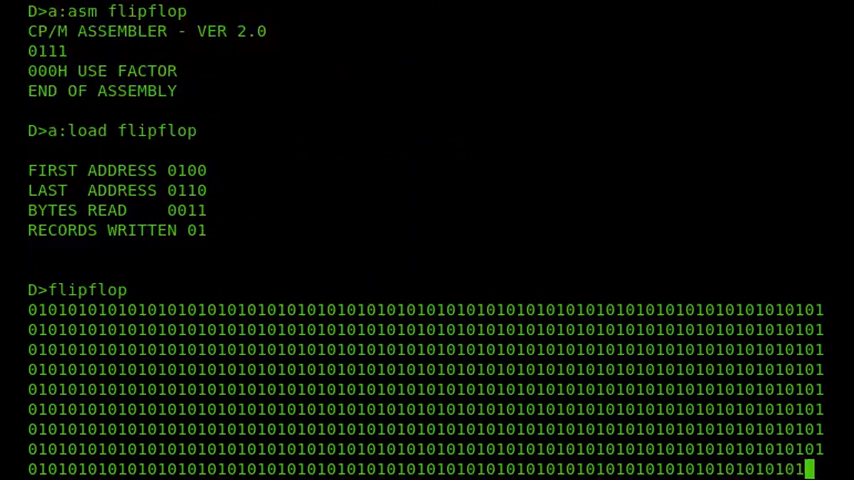 D>a:asm flipflop
CP/M ASSEMBLER - VER 2.0
0111
000H USE FACTOR
END OF ASSEMBLY
D>a:load flipflop
FIRST ADDRESS 0100
LAST  ADDRESS 0110
BYTES READ    0011
RECORDS WRITTEN 01
D>flipflop
01010101010101010101010101010101010101010101010101010101010101010101010101010101
01010101010101010101010101010101010101010101010101010101010101010101010101010101
01010101010101010101010101010101010101010101010101010101010101010101010101010101
01010101010101010101010101010101010101010101010101010101010101010101010101010101
01010101010101010101010101010101010101010101010101010101010101010101010101010101
01010101010101010101010101010101010101010101010101010101010101010101010101010101
01010101010101010101010101010101010101010101010101010101010101010101010101010101
01010101010101010101010101010101010101010101010101010101010101010101010101010101
010101010101010101010101010101010101010101010101010101010101010101010101010101